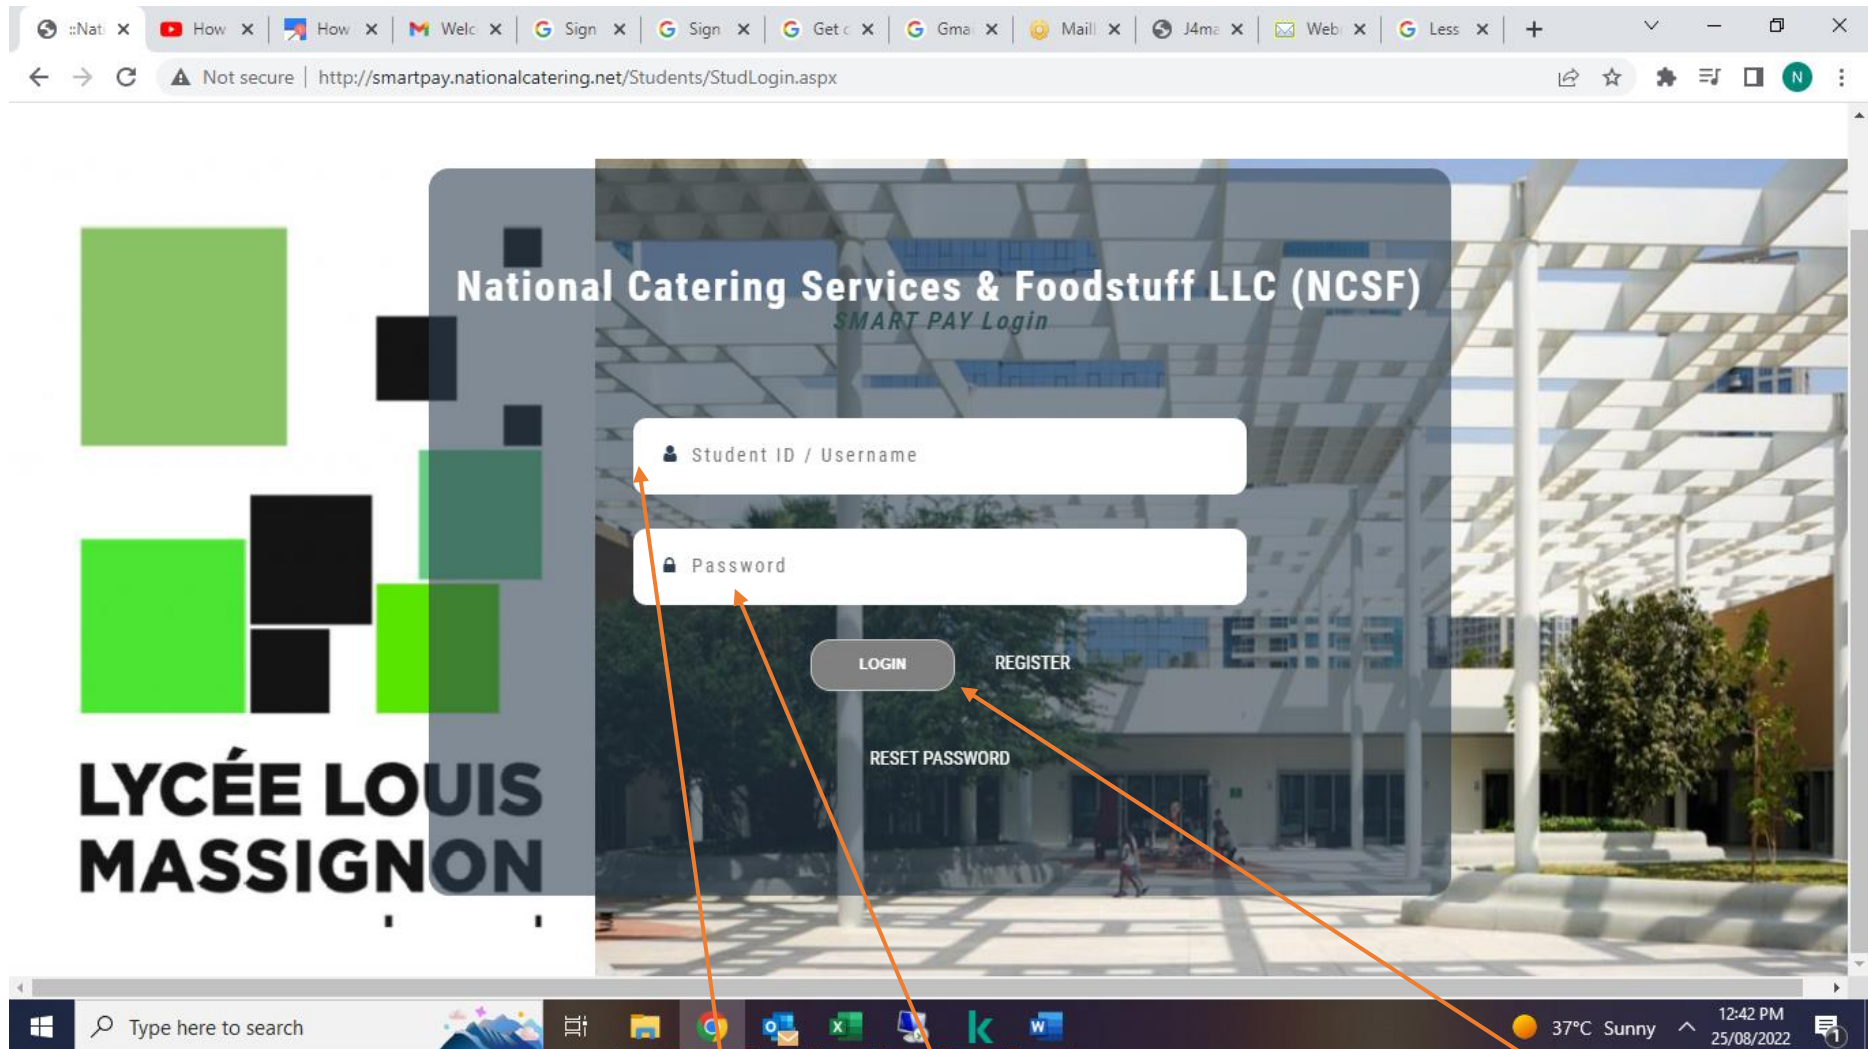 ::Nat
How
How
Welc
Sign
Sign
Get c
Gma
Maill
J4ma
Web
Less
Not secure | http://smartpay.nationalcatering.net/Students/StudLogin.aspx
N
National Catering Services & Foodstuff LLC (NCSF)
SMART PAY Login
Student ID / Username
Password
LOGIN
REGISTER
RESET PASSWORD
LYCÉE LOUIS
MASSIGNON
Type here to search
37°C Sunny
12:42 PM
25/08/2022
1